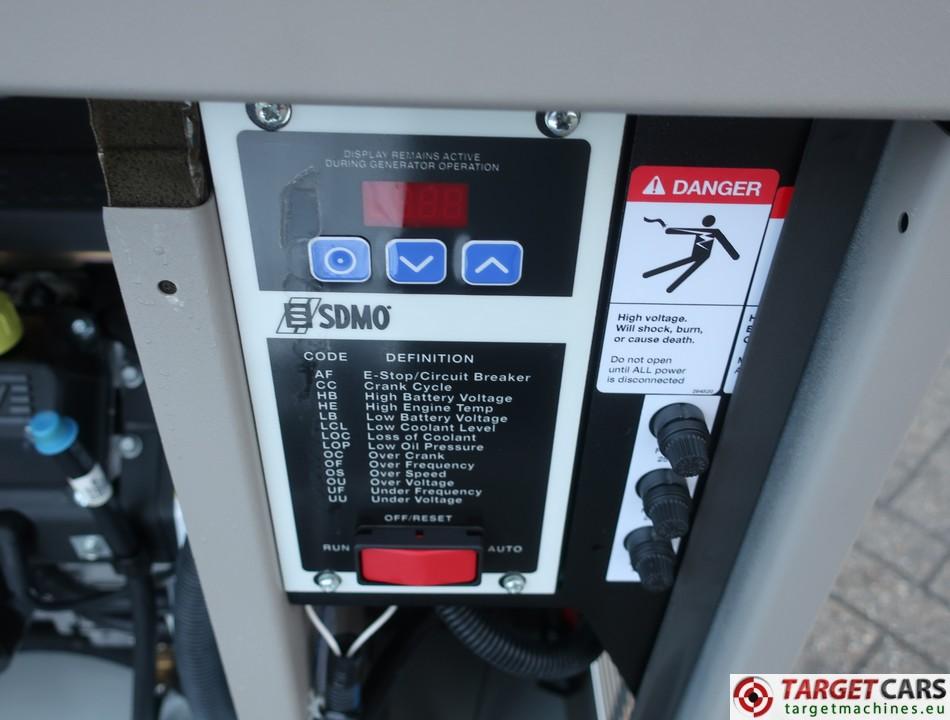 DISPLAY REMAINS ACTIVE
DURING GENERATOR OPERATION
SDMO
CODE DEFINITION
AF E-Stop/Circuit Breaker
CC Crank Cycle
HB High Battery Voltage
HE High Engine Temp
LB Low Battery Voltage
LCL Low Coolant Level
LOC Loss of Coolant
LOP Low Oil Pressure
OC Over Crank
OF Over Frequency
OS Over Speed
OU Over Voltage
UF Under Frequency
UU Under Voltage
OFF/RESET
RUN AUTO
DANGER
High voltage.
Will shock, burn,
or cause death.
Do not open
until ALL power
is disconnected
TARGETCARS
targetmachines.eu